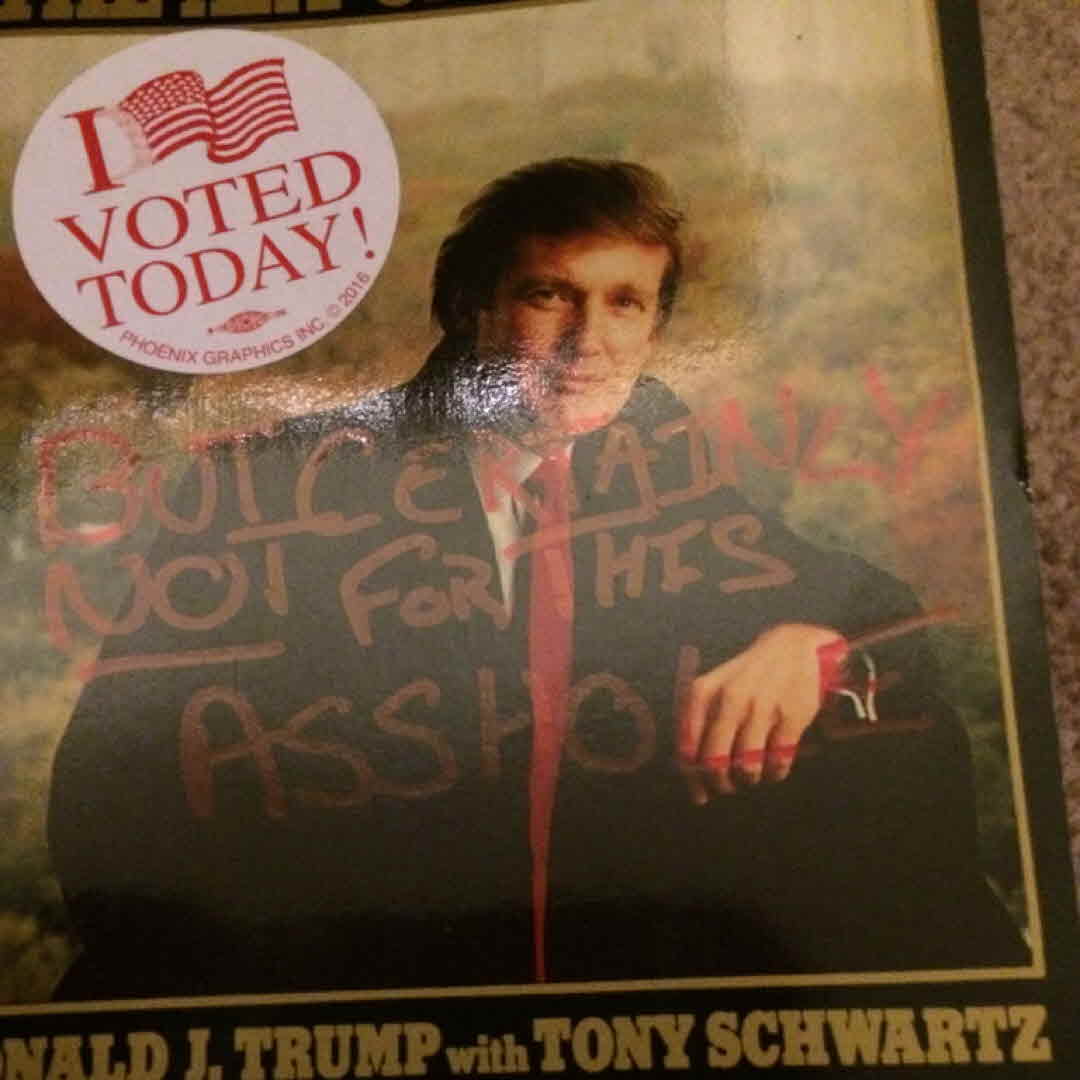 I
VOTED
TODAY!
PHOENIX GRAPHICS INC © 2016
BUT CERTAINLY
NOT FOR THIS
ASSHOLE
ONALD J. TRUMP with TONY SCHWARTZ